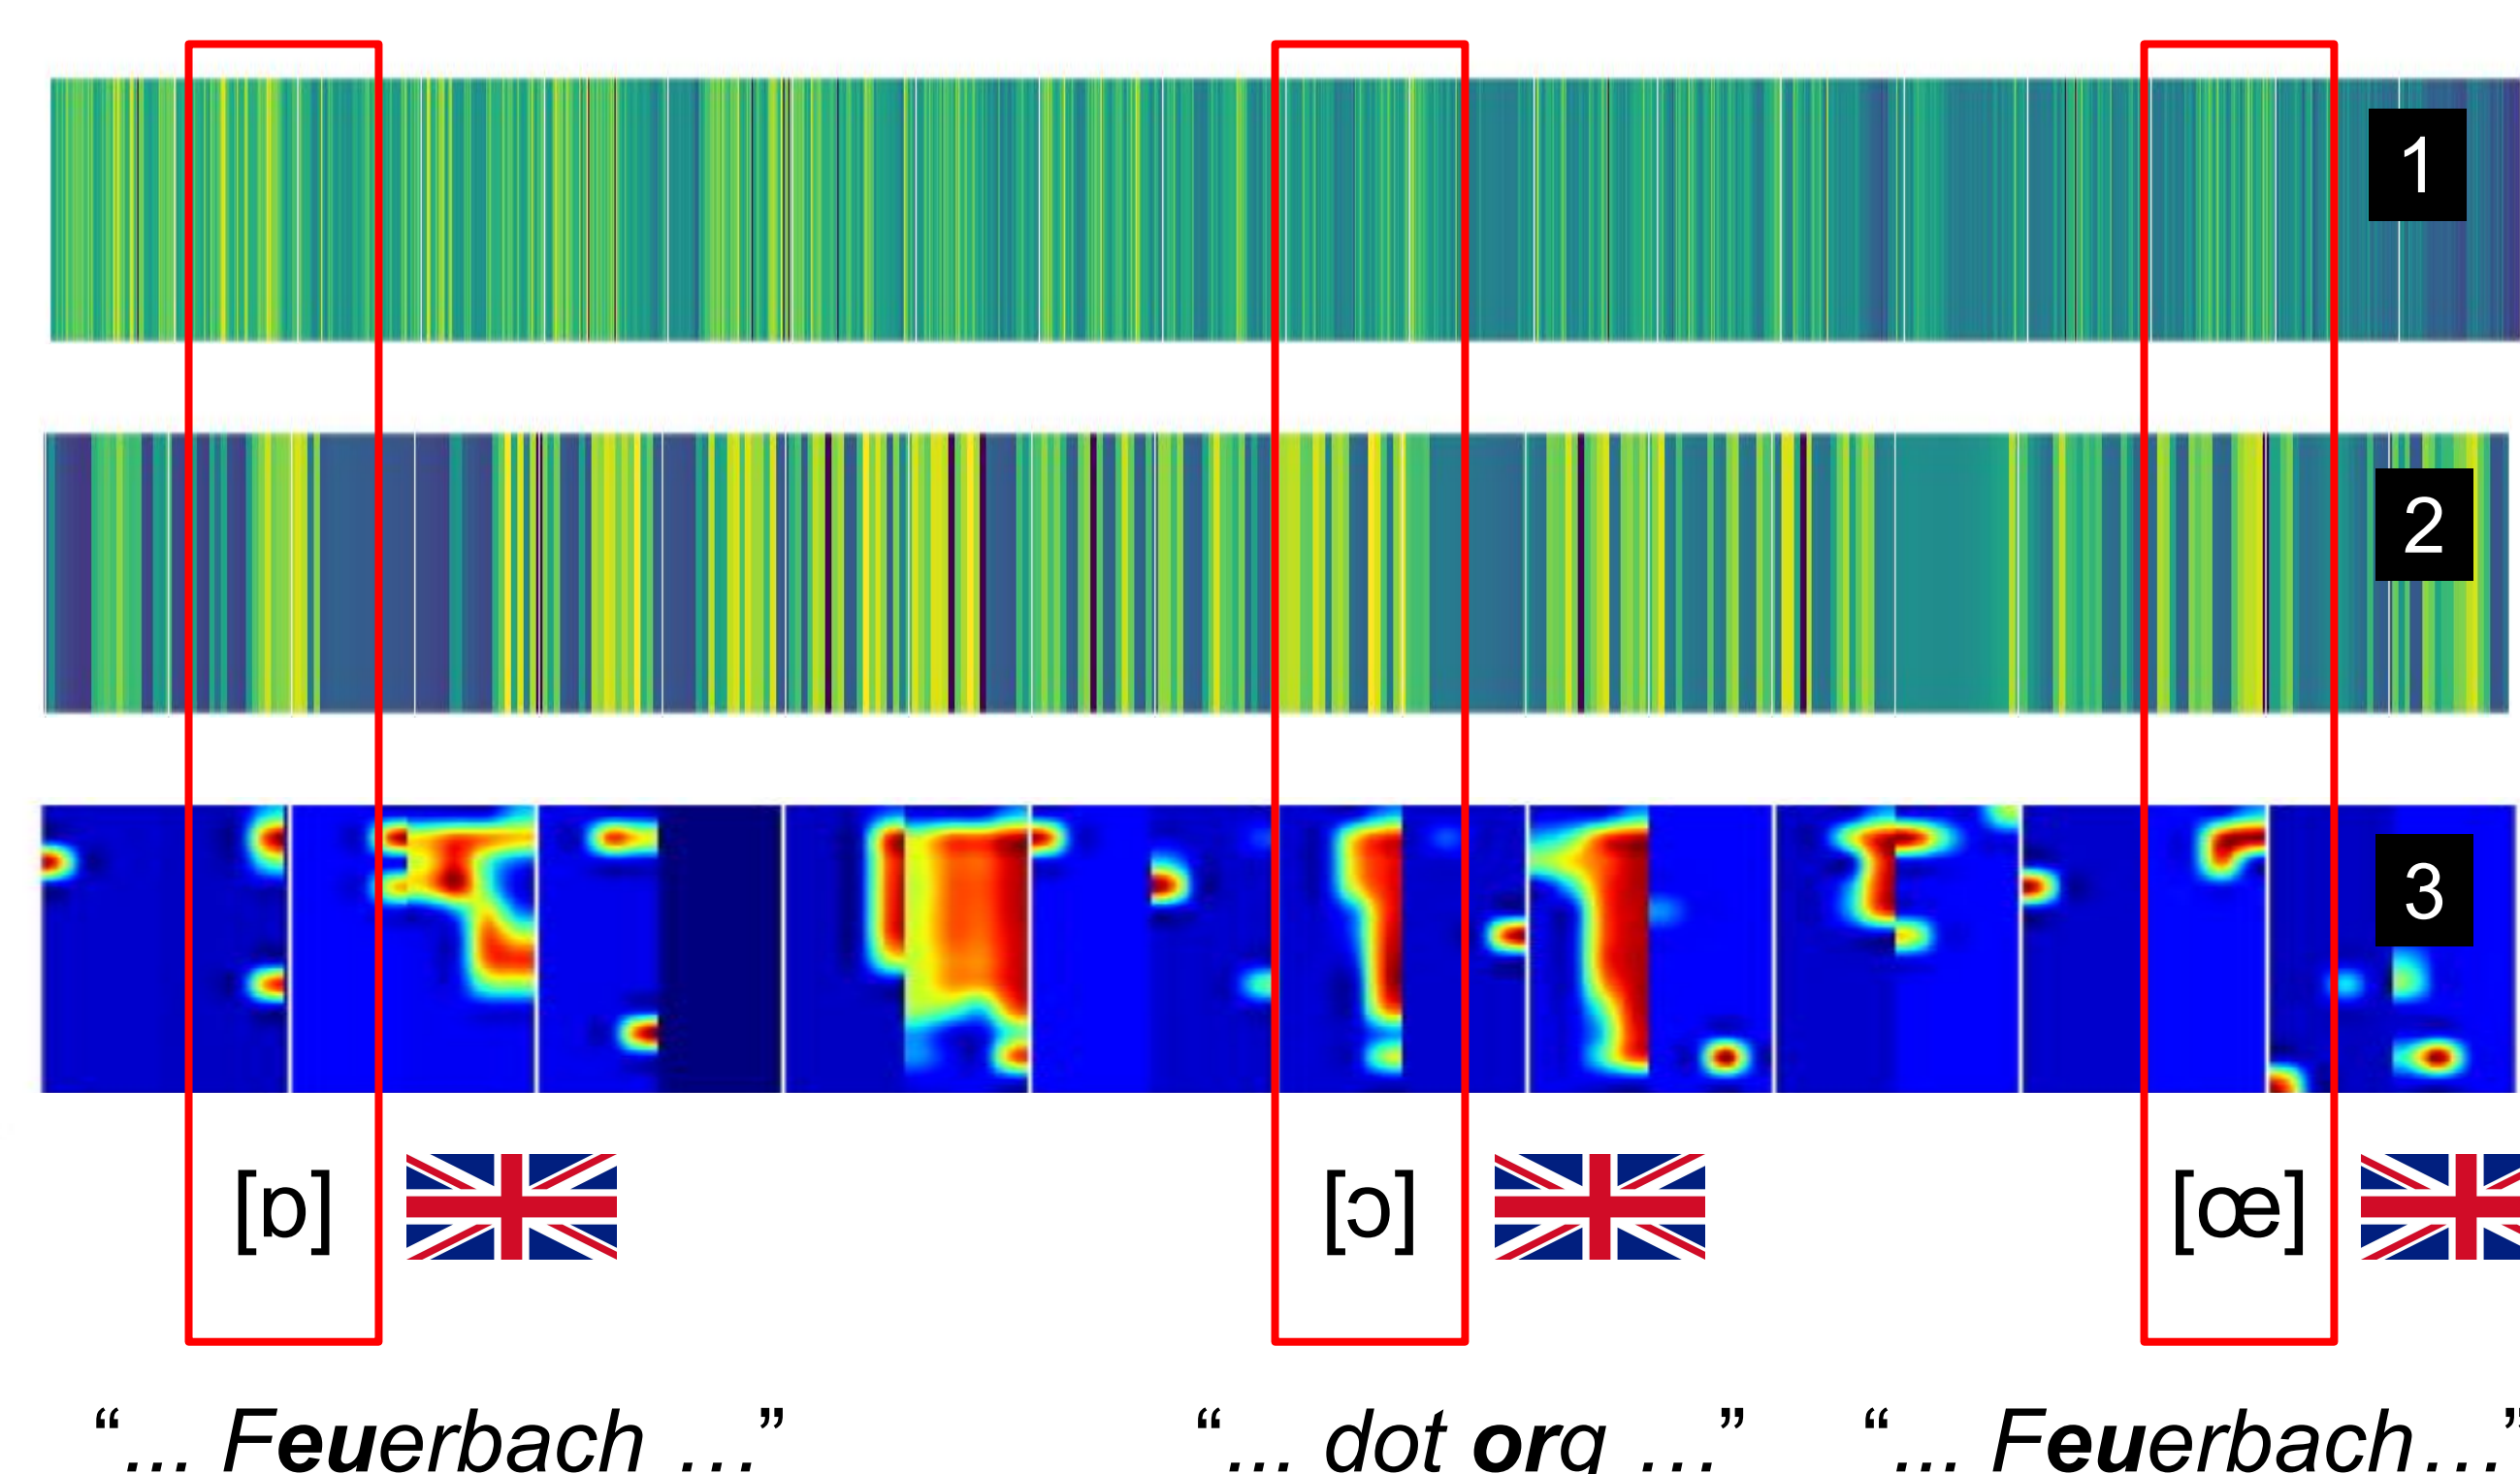 1
2
3
[ɒ] [ɔ] [œ]
“... Feuerbach ...” “... dot org ...” “... Feuerbach...”